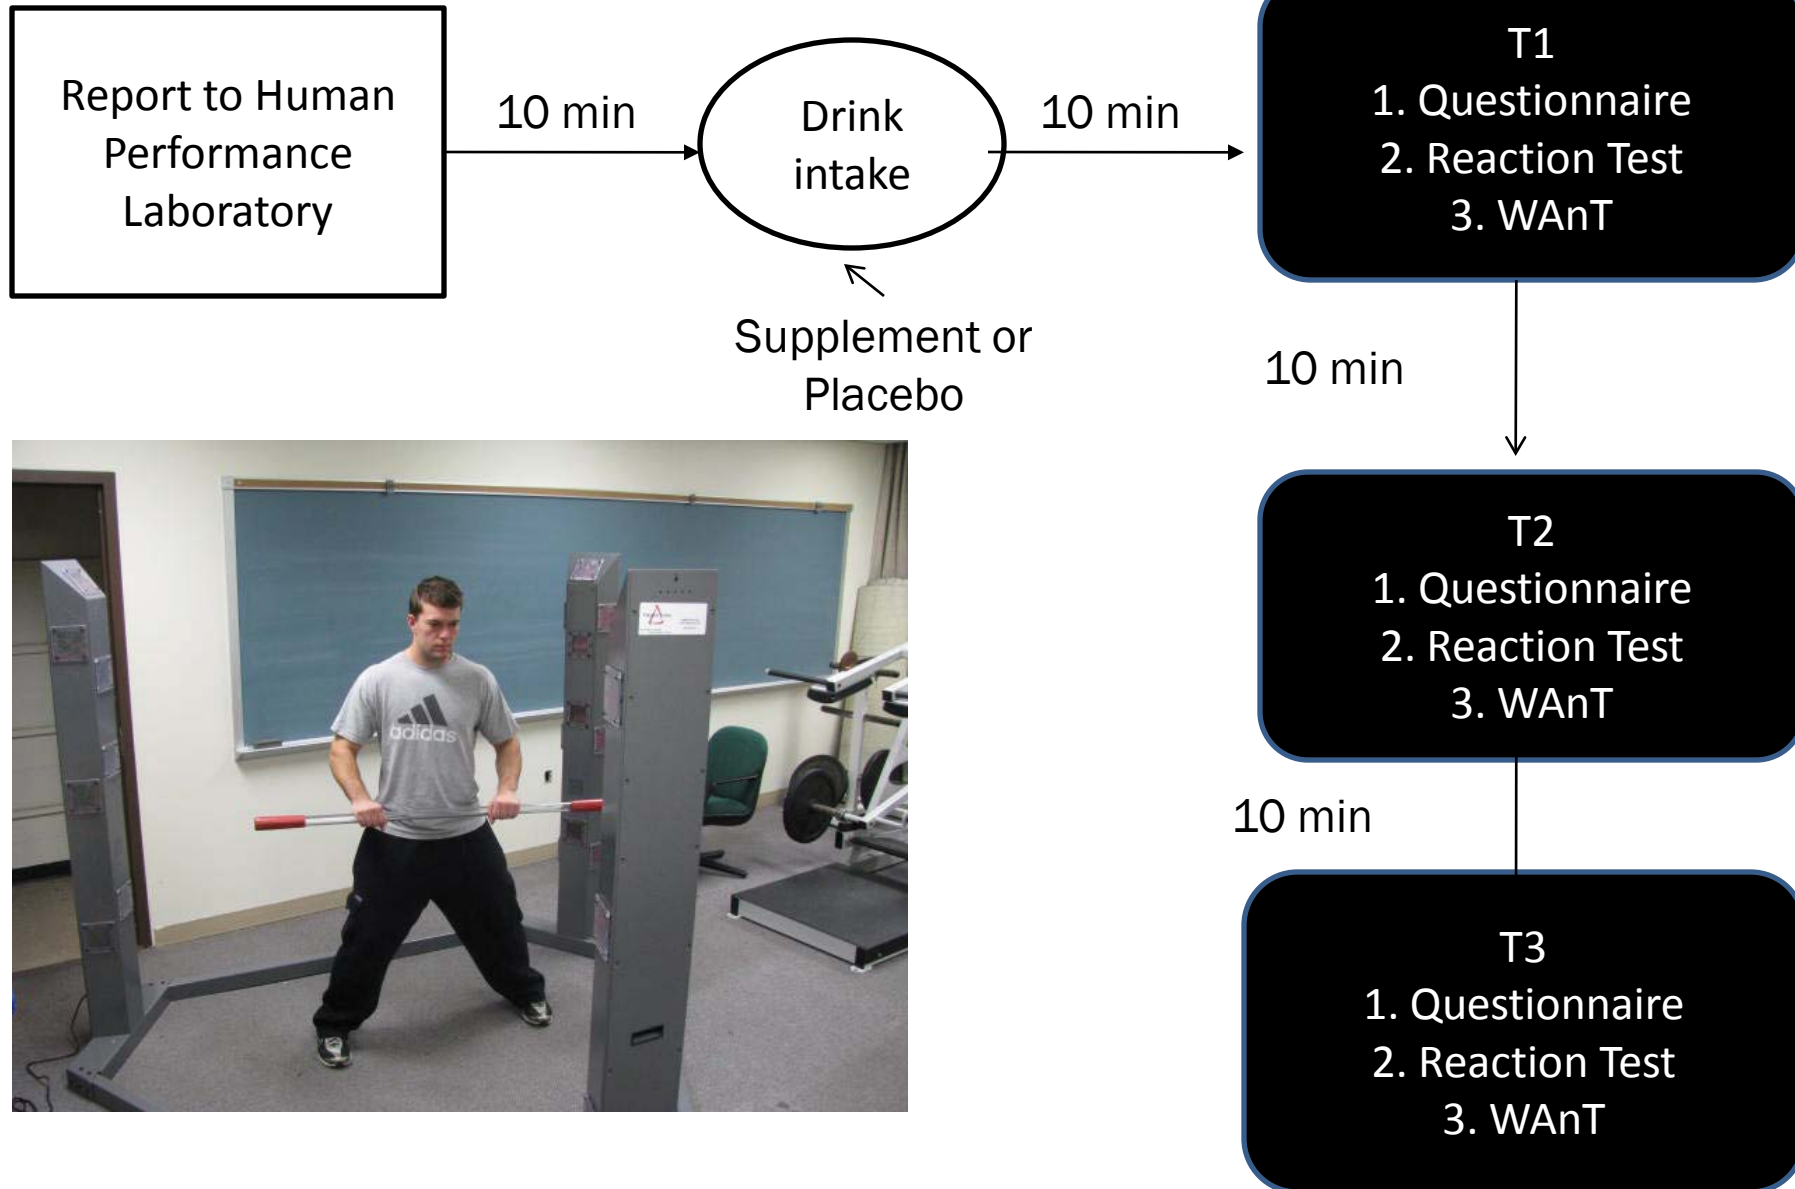 Report to Human
Performance
Laboratory
10 min
Drink
intake
10 min
Supplement or
Placebo
T1
1. Questionnaire
2. Reaction Test
3. WAnT
10 min
T2
1. Questionnaire
2. Reaction Test
3. WAnT
10 min
T3
1. Questionnaire
2. Reaction Test
3. WAnT
adidas